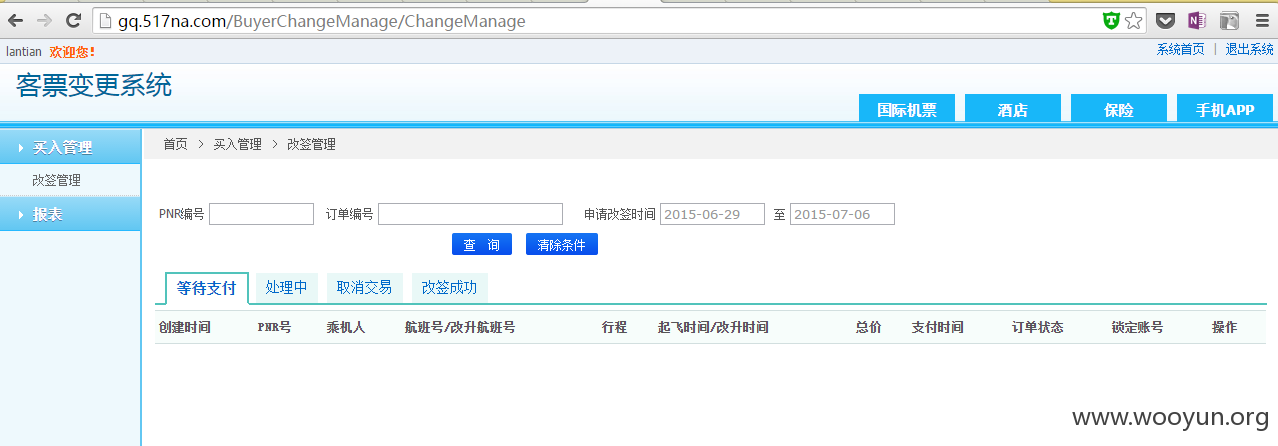 gq.517na.com/BuyerChangeManage/ChangeManage
lantian 欢迎您! 系统首页 | 退出系统
客票变更系统
国际机票 酒店 保险 手机APP
买入管理 首页 > 买入管理 > 改签管理
改签管理
报表
PNR编号 订单编号 申请改签时间 2015-06-29 至 2015-07-06
查 询 清除条件
等待支付 处理中 取消交易 改签成功
创建时间 PNR号 乘机人 航班号/改升航班号 行程 起飞时间/改升时间 总价 支付时间 订单状态 锁定账号 操作
www.wooyun.org